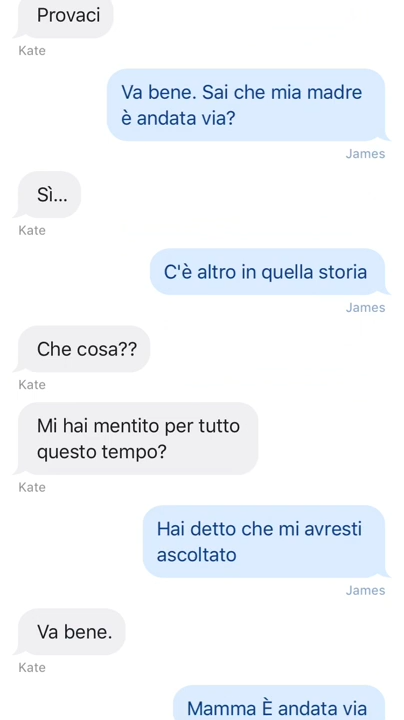 Provaci
Kate
Va bene. Sai che mia madre
è andata via?
James
Sì...
Kate
C'è altro in quella storia
James
Che cosa??
Kate
Mi hai mentito per tutto
questo tempo?
Kate
Hai detto che mi avresti
ascoltato
James
Va bene.
Kate
Mamma È andata via